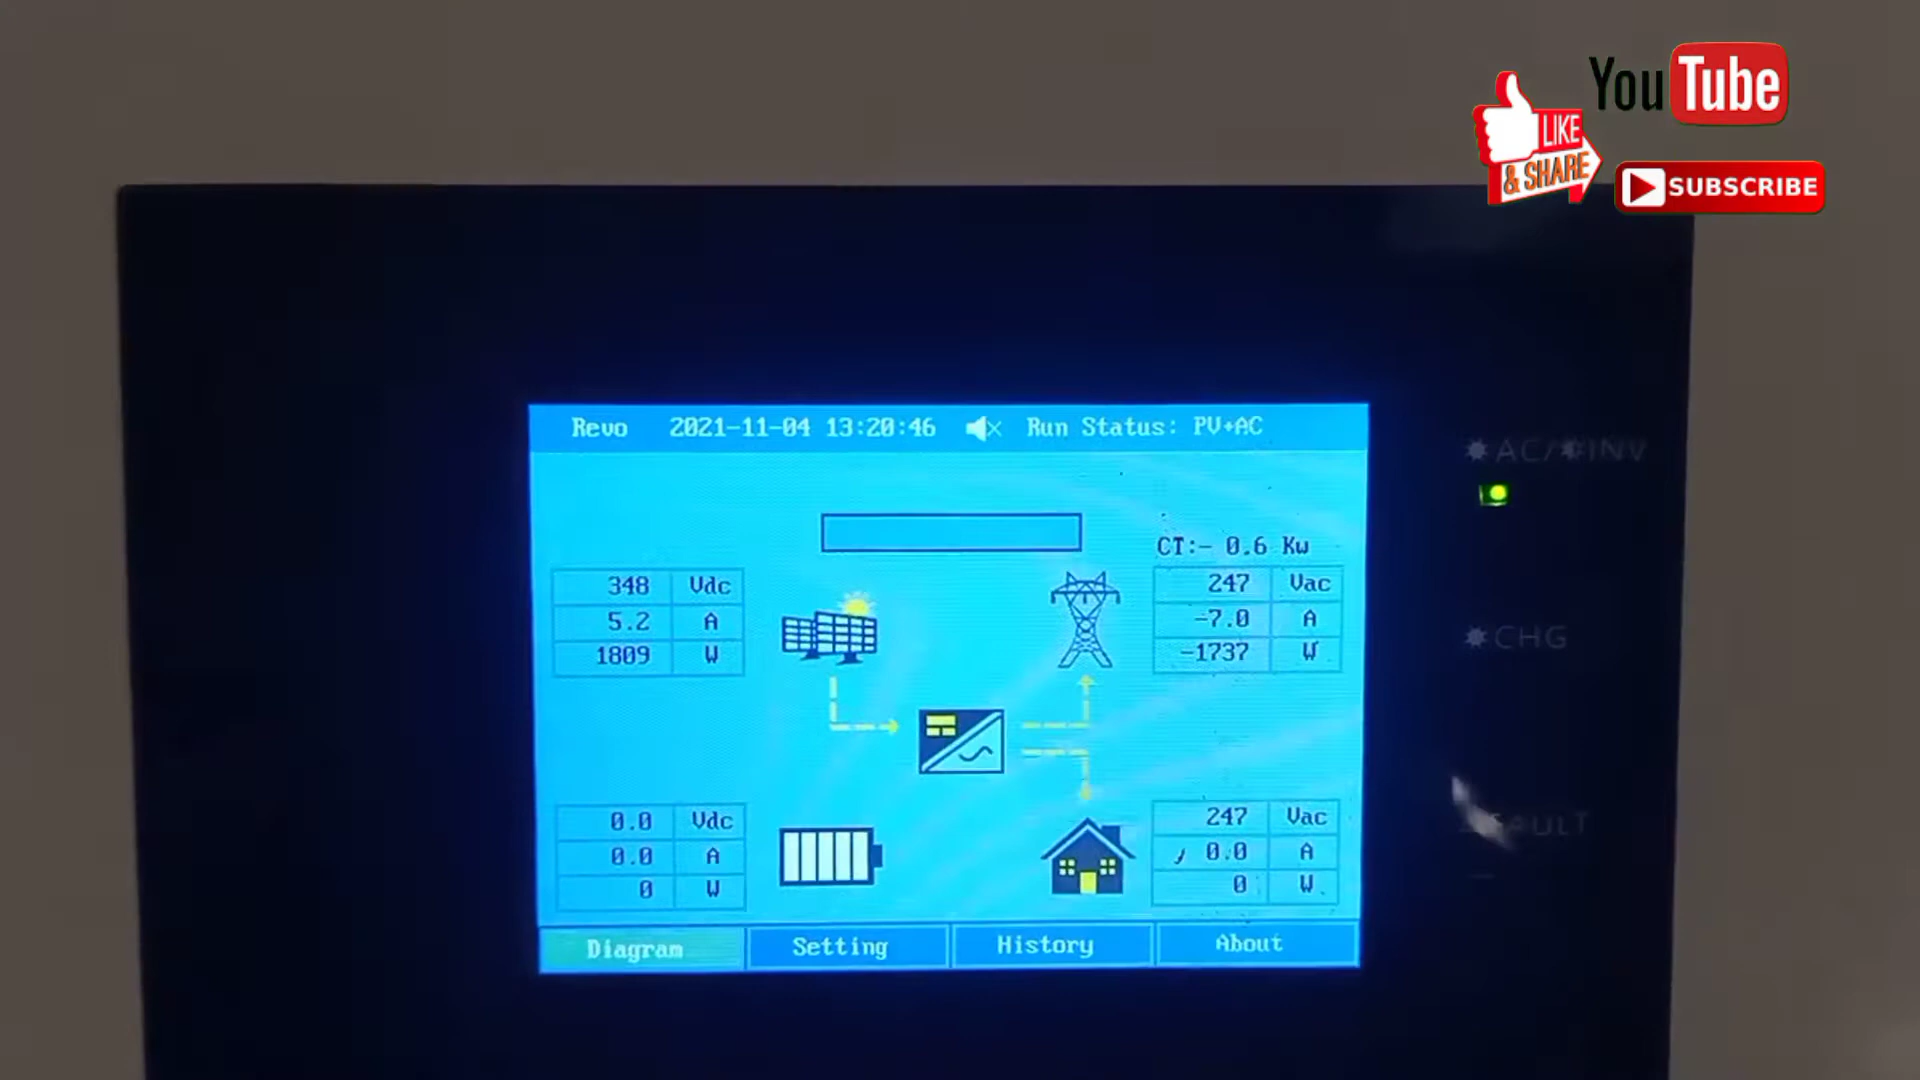 YouTube
LIKE
& SHARE
SUBSCRIBE
Revo 2021-11-04 13:20:46 Run Status: PV+AC
AC/ INV
CT:- 0.6 Kw
348 Vdc
5.2 A
1809 W
247 Vac
-7.0 A
-1737 W
CHG
0.0 Vdc
0.0 A
0 W
247 Vac
0.0 A
0 W
Diagram Setting History About